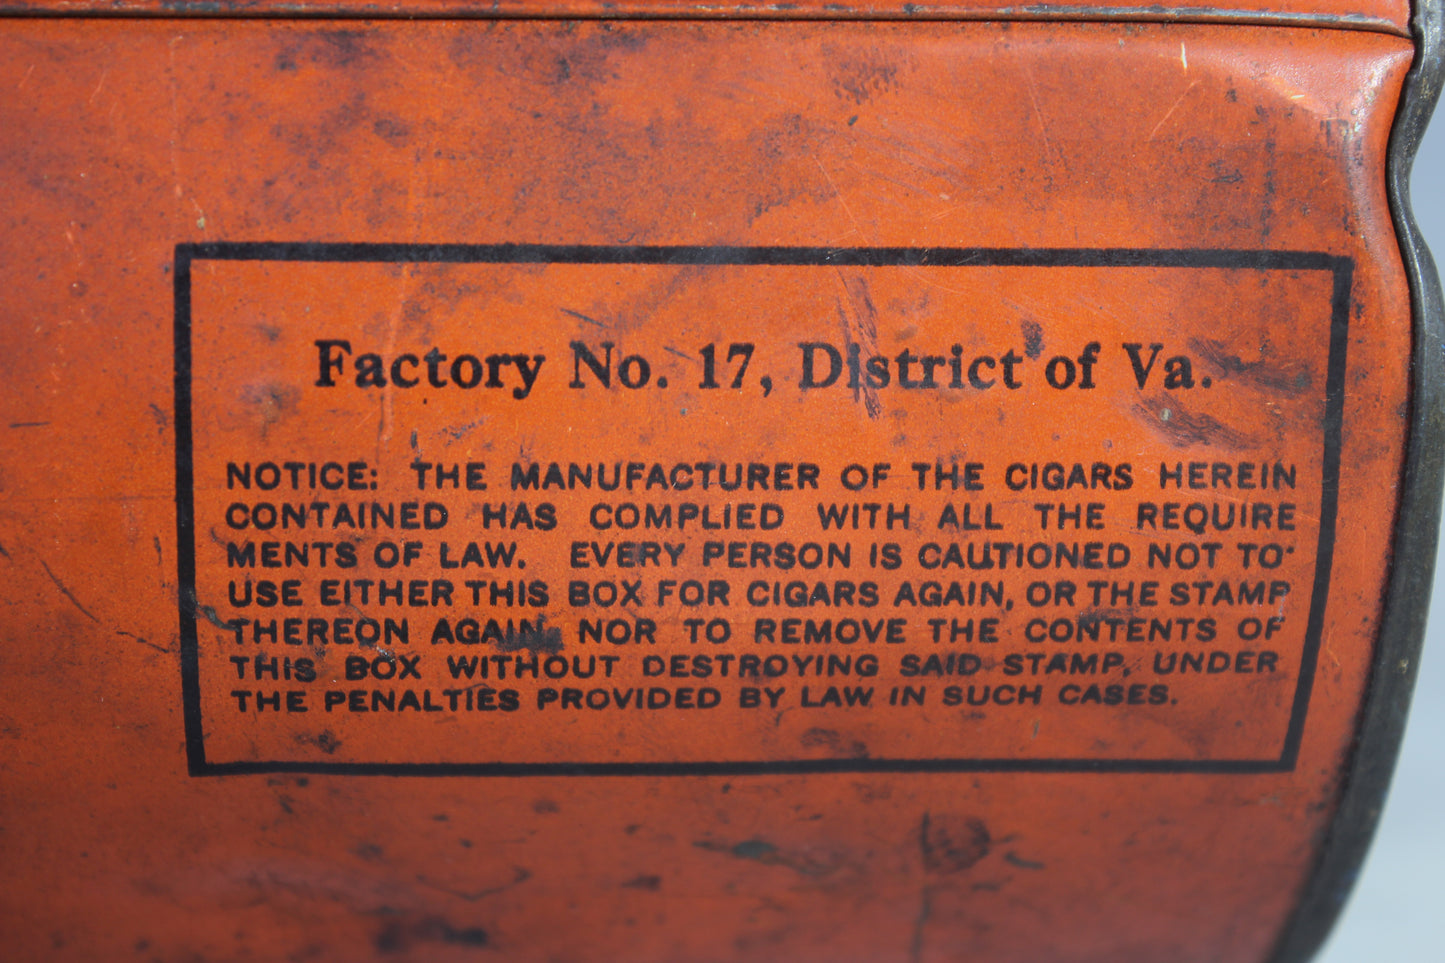 Factory No. 17, District of Va.
NOTICE: THE MANUFACTURER OF THE CIGARS HEREIN
CONTAINED HAS COMPLIED WITH ALL THE REQUIRE
MENTS OF LAW. EVERY PERSON IS CAUTIONED NOT TO
USE EITHER THIS BOX FOR CIGARS AGAIN, OR THE STAMP
THEREON AGAIN, NOR TO REMOVE THE CONTENTS OF
THIS BOX WITHOUT DESTROYING SAID STAMP, UNDER
THE PENALTIES PROVIDED BY LAW IN SUCH CASES.